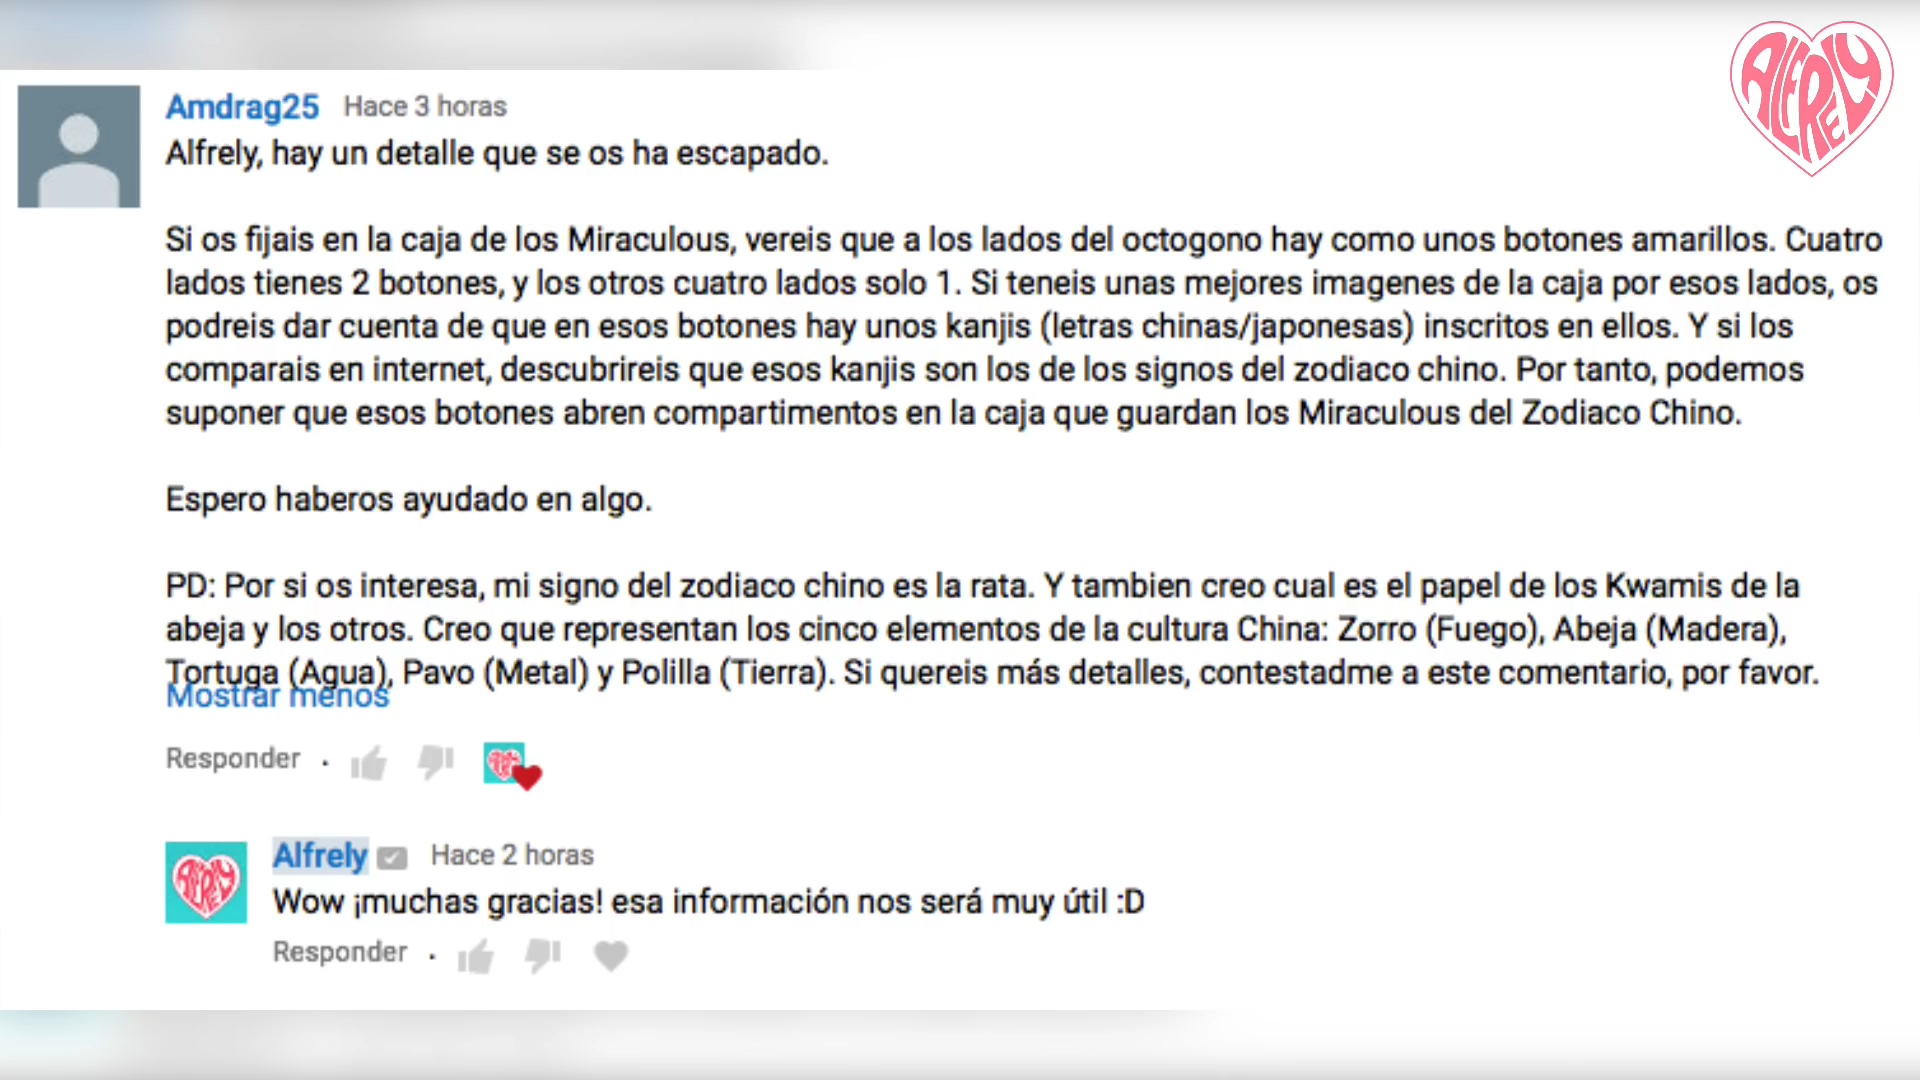 ALFRELY
Amdrag25 Hace 3 horas
Alfrely, hay un detalle que se os ha escapado.
Si os fijais en la caja de los Miraculous, vereis que a los lados del octogono hay como unos botones amarillos. Cuatro
lados tienes 2 botones, y los otros cuatro lados solo 1. Si teneis unas mejores imagenes de la caja por esos lados, os
podreis dar cuenta de que en esos botones hay unos kanjis (letras chinas/japonesas) inscritos en ellos. Y si los
comparais en internet, descubrireis que esos kanjis son los de los signos del zodiaco chino. Por tanto, podemos
suponer que esos botones abren compartimentos en la caja que guardan los Miraculous del Zodiaco Chino.
Espero haberos ayudado en algo.
PD: Por si os interesa, mi signo del zodiaco chino es la rata. Y tambien creo cual es el papel de los Kwamis de la
abeja y los otros. Creo que representan los cinco elementos de la cultura China: Zorro (Fuego), Abeja (Madera),
Tortuga (Agua), Pavo (Metal) y Polilla (Tierra). Si quereis más detalles, contestadme a este comentario, por favor.
Mostrar menos
Responder ·
ALFRELY
Alfrely Hace 2 horas
Wow ¡muchas gracias! esa información nos será muy útil :D
Responder ·